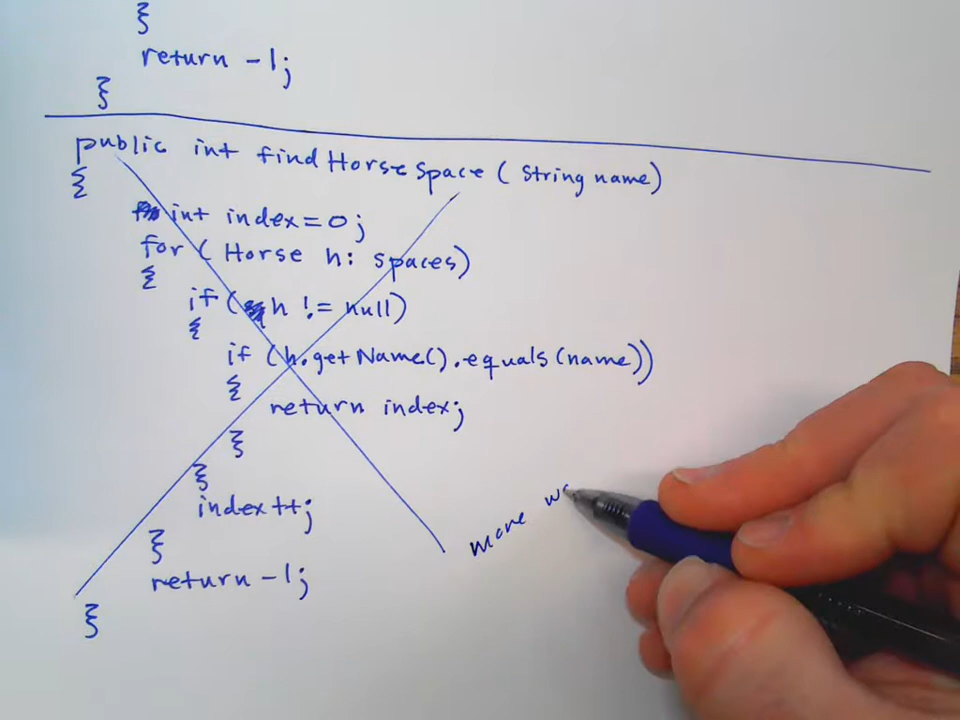 }
return -1;
}
public int findHorseSpace (String name)
{
int index = 0;
for (Horse h: spaces)
{
if (h != null)
{
if (h.getName().equals(name))
{
return index;
}
}
index++;
}
return -1;
}
more